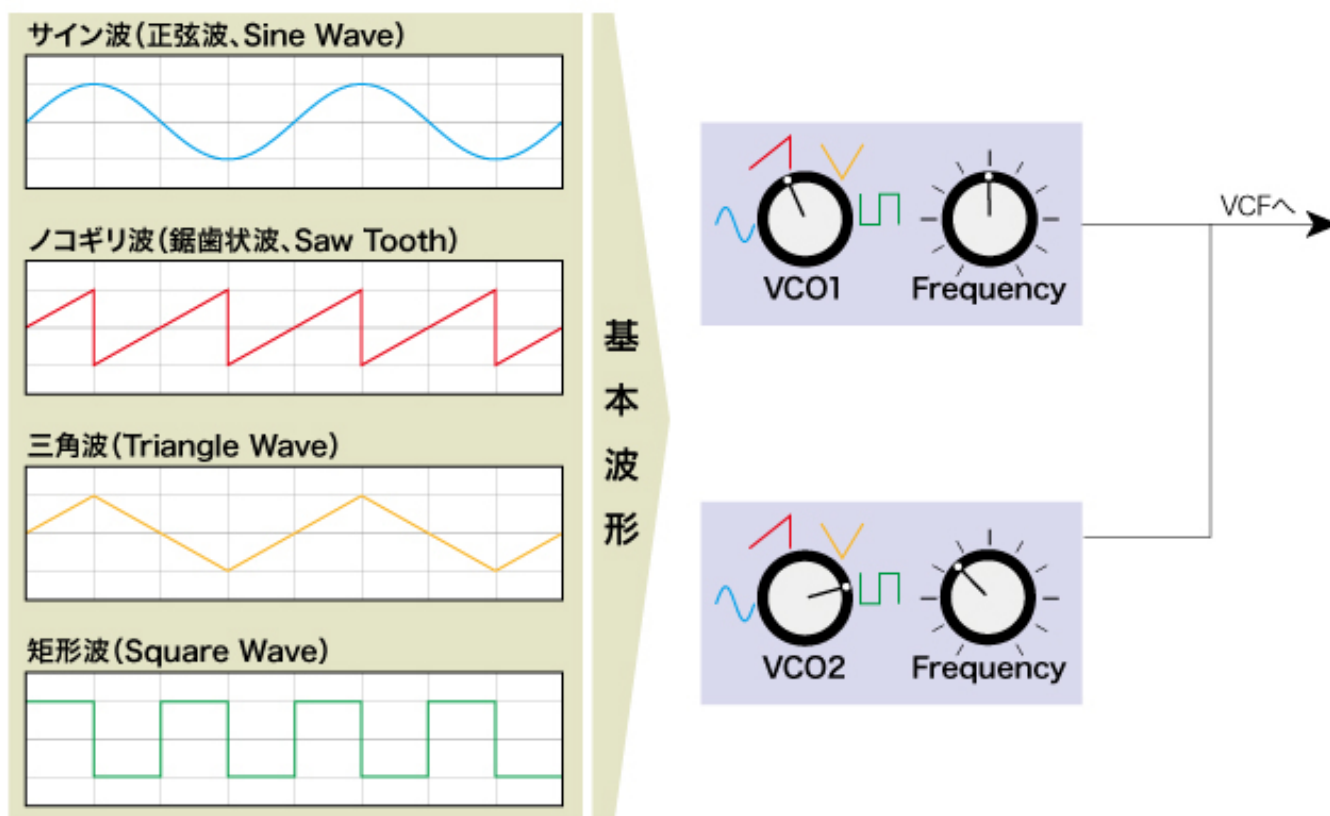 サイン波(正弦波、Sine Wave)
ノコギリ波(鋸歯状波、Saw Tooth)
三角波(Triangle Wave)
矩形波(Square Wave)
基本波形
VCO1
Frequency
VCFへ
VCO2
Frequency